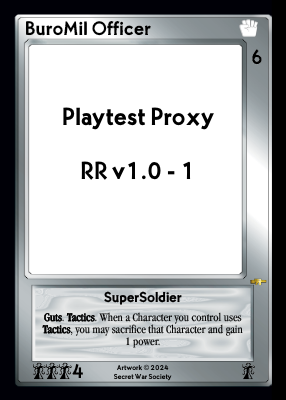 BuroMil Officer
6
Playtest Proxy
RR v1.0 - 1
SuperSoldier
Guts. Tactics. When a Character you control uses
Tactics, you may sacrifice that Character and gain
1 power.
4
Artwork © 2024
Secret War Society